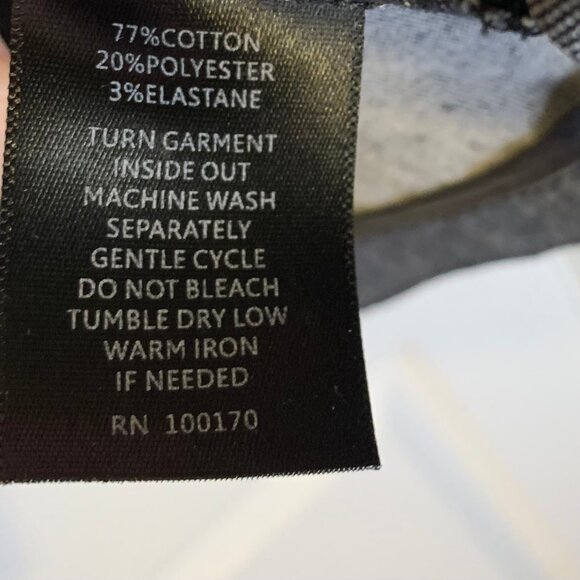 77%COTTON
20%POLYESTER
3%ELASTANE
TURN GARMENT
INSIDE OUT
MACHINE WASH
SEPARATELY
GENTLE CYCLE
DO NOT BLEACH
TUMBLE DRY LOW
WARM IRON
IF NEEDED
RN 100170